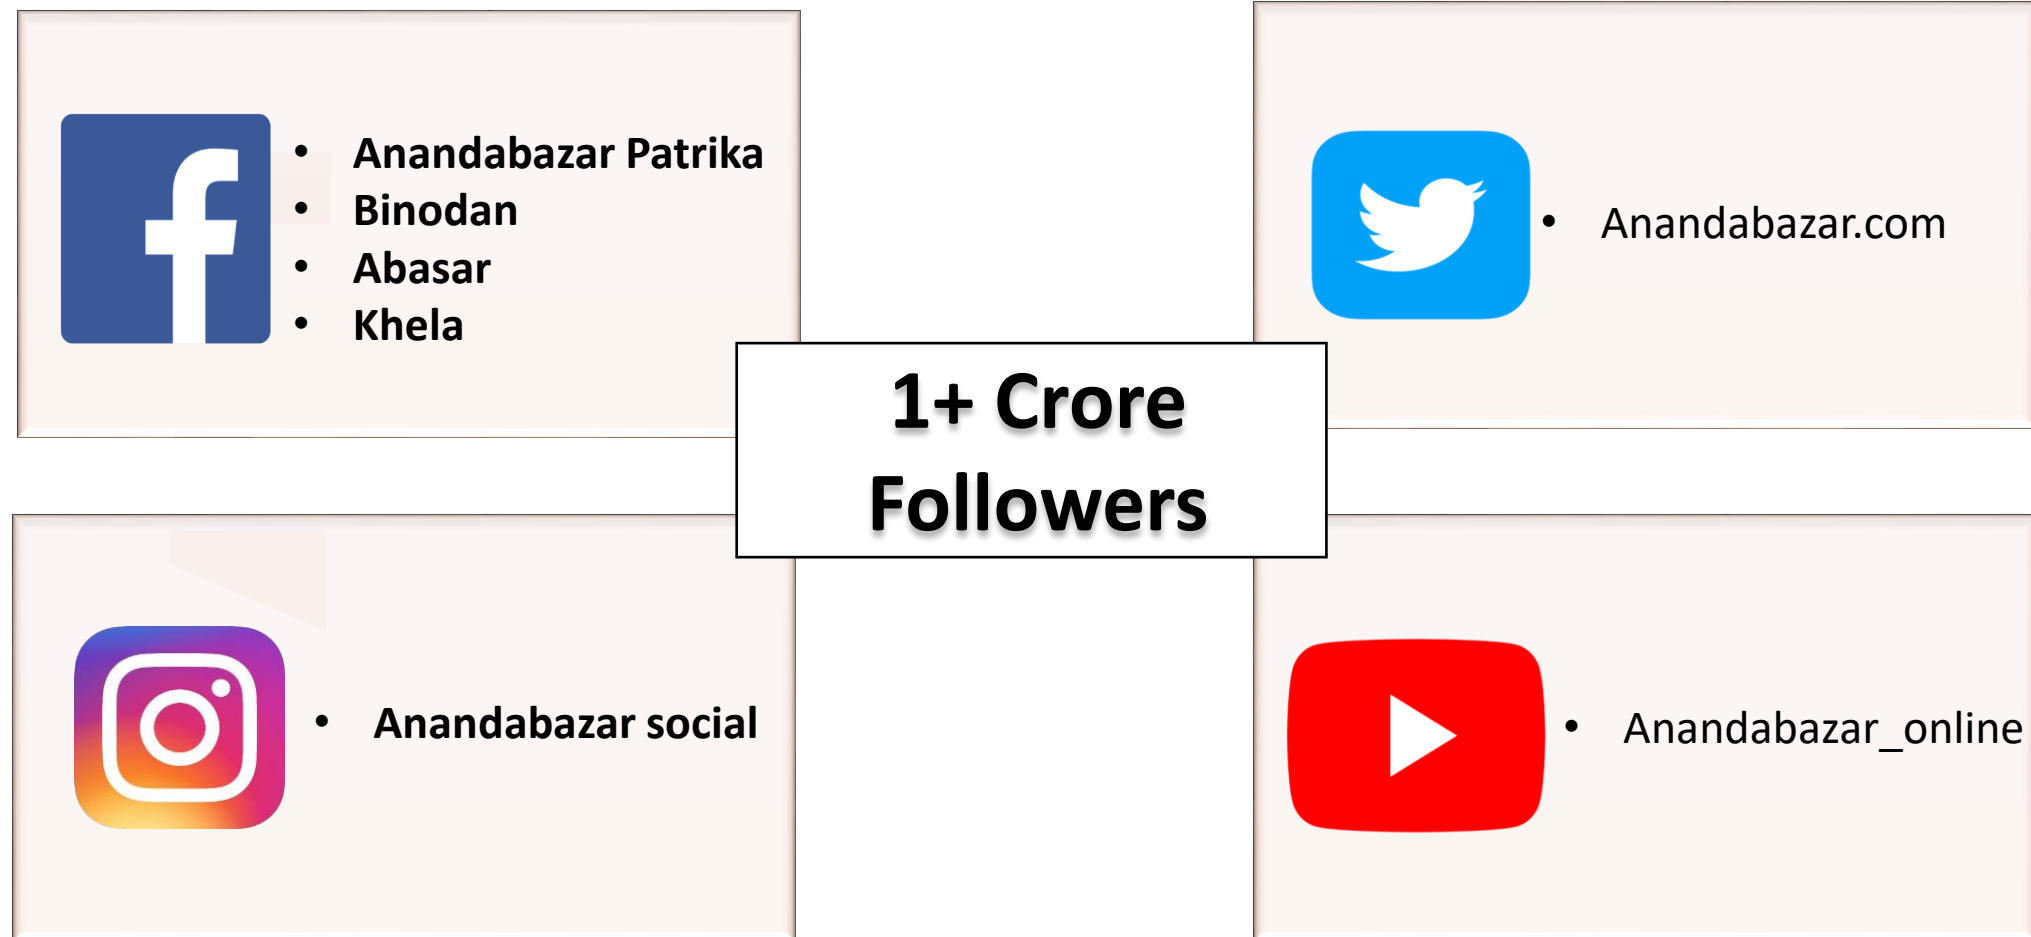 • Anandabazar Patrika
• Binodan
• Abasar
• Khela
• Anandabazar.com
1+ Crore
Followers
• Anandabazar social
• Anandabazar_online